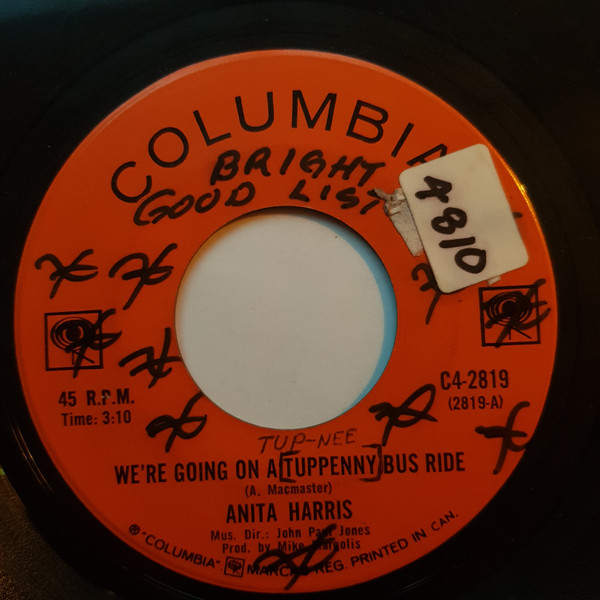 COLUMBIA
BRIGHT
GOOD LIST
4810
45 R.P.M.
Time: 3:10
C4-2819
(2819-A)
TUP-NEE
WE'RE GOING ON A [TUPPENNY] BUS RIDE
(A. Macmaster)
ANITA HARRIS
Mus. Dir.: John Paul Jones
Prod. by Mike Margolis
® "COLUMBIA", MARCAS REG. PRINTED IN CAN.